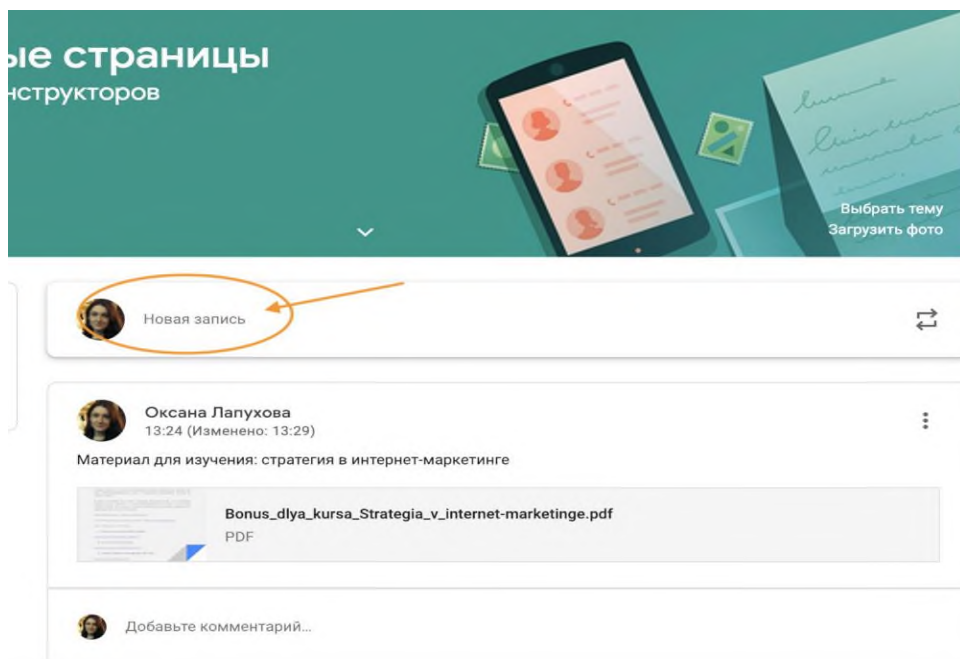 ые страницы
нструкторов
Выбрать тему
Загрузить фото
Новая запись
Оксана Лапухова
13:24 (Изменено: 13:29)
Материал для изучения: стратегия в интернет-маркетинге
Bonus_dlya_kursa_Strategia_v_internet-marketinge.pdf
PDF
Добавьте комментарий...